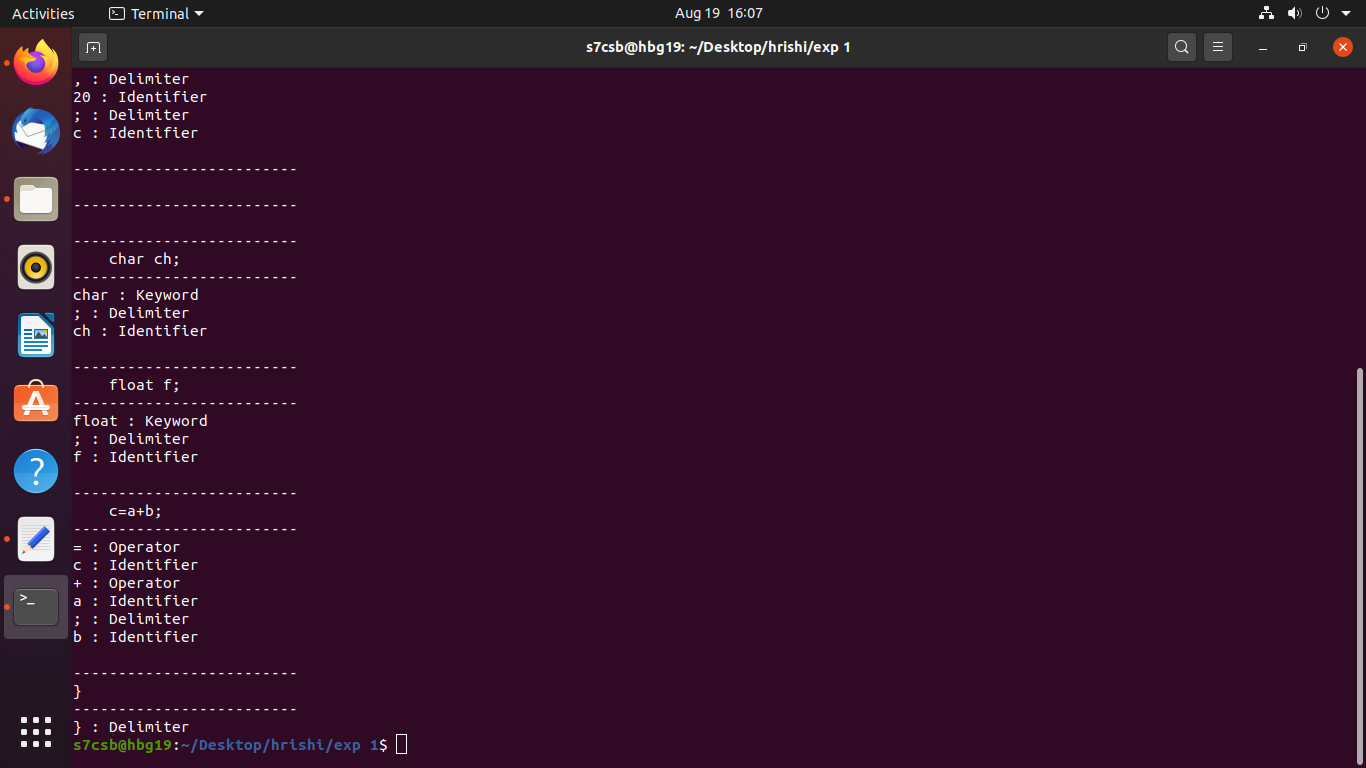 Activities Terminal Aug 19 16:07
s7csb@hbg19: ~/Desktop/hrishi/exp 1
, : Delimiter
20 : Identifier
; : Delimiter
c : Identifier
-------------------------
-------------------------
-------------------------
    char ch;
-------------------------
char : Keyword
; : Delimiter
ch : Identifier
-------------------------
    float f;
-------------------------
float : Keyword
; : Delimiter
f : Identifier
-------------------------
    c=a+b;
-------------------------
= : Operator
c : Identifier
+ : Operator
a : Identifier
; : Delimiter
b : Identifier
-------------------------
}
-------------------------
} : Delimiter
s7csb@hbg19:~/Desktop/hrishi/exp 1$